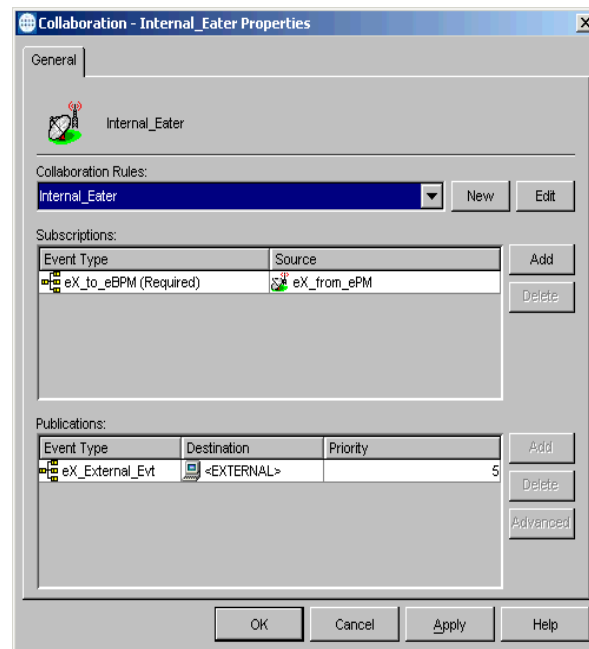 Collaboration - Internal_Eater Properties
General
Internal_Eater
Collaboration Rules:
Internal_Eater
New
Edit
Subscriptions:
Event Type Source
Add
eX_to_eBPM (Required) eX_from_ePM
Delete
Publications:
Event Type Destination Priority
Add
eX_External_Evt <EXTERNAL> 5
Delete
Advanced
OK Cancel Apply Help